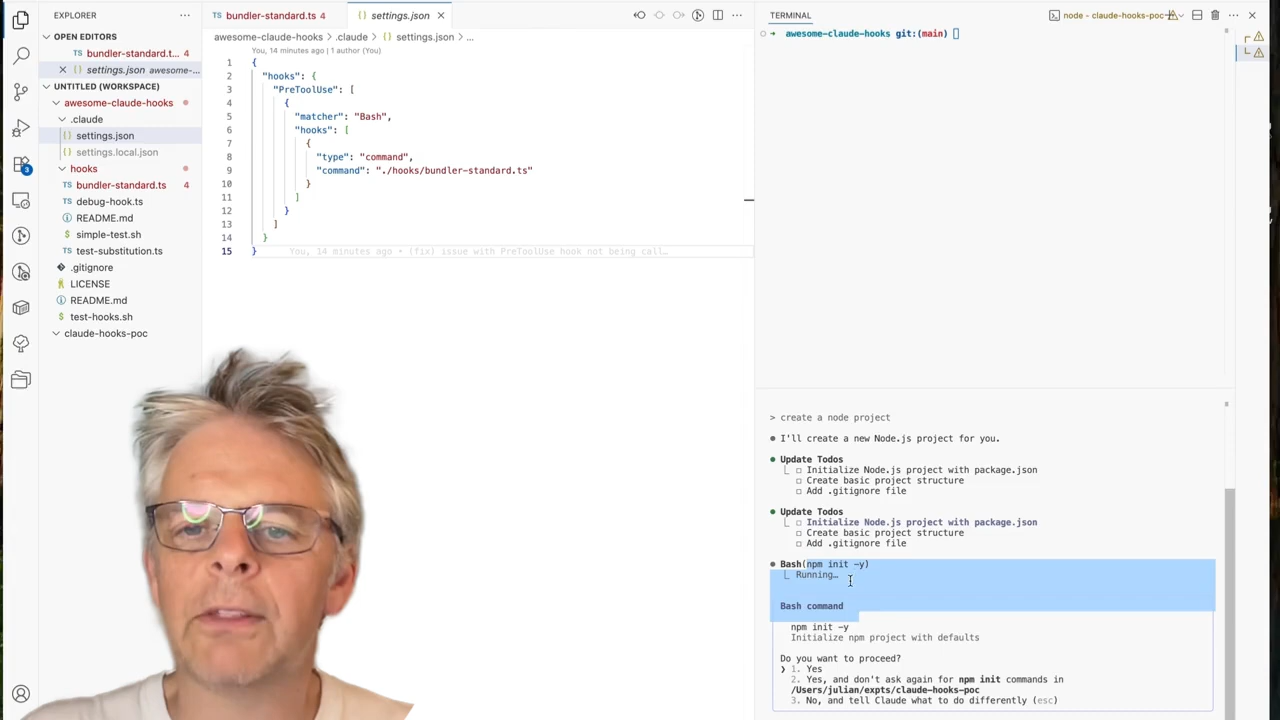 EXPLORER
OPEN EDITORS
TS bundler-standard.t... 4
{} settings.json awesome-...
UNTITLED (WORKSPACE)
awesome-claude-hooks
.claude
{} settings.json
{} settings.local.json
hooks
TS bundler-standard.ts 4
TS debug-hook.ts
README.md
$ simple-test.sh
TS test-substitution.ts
.gitignore
LICENSE
README.md
$ test-hooks.sh
claude-hooks-poc
3
TS bundler-standard.ts 4
{} settings.json
awesome-claude-hooks > .claude > {} settings.json > ...
You, 14 minutes ago | 1 author (You)
1 {
2 "hooks": {
3 "PreToolUse": [
4 {
5 "matcher": "Bash",
6 "hooks": [
7 {
8 "type": "command",
9 "command": "./hooks/bundler-standard.ts"
10 }
11 ]
12 }
13 ]
14 }
15 } You, 14 minutes ago • (fix) issue with PreToolUse hook not being call…
TERMINAL
node - claude-hooks-poc
→ awesome-claude-hooks git:(main)
> create a node project
● I'll create a new Node.js project for you.
● Update Todos
⎿ ☐ Initialize Node.js project with package.json
☐ Create basic project structure
☐ Add .gitignore file
● Update Todos
⎿ ☐ Initialize Node.js project with package.json
☐ Create basic project structure
☐ Add .gitignore file
● Bash(npm init -y)
⎿ Running…
Bash command
npm init -y
Initialize npm project with defaults
Do you want to proceed?
❯ 1. Yes
2. Yes, and don't ask again for npm init commands in
/Users/julian/expts/claude-hooks-poc
3. No, and tell Claude what to do differently (esc)